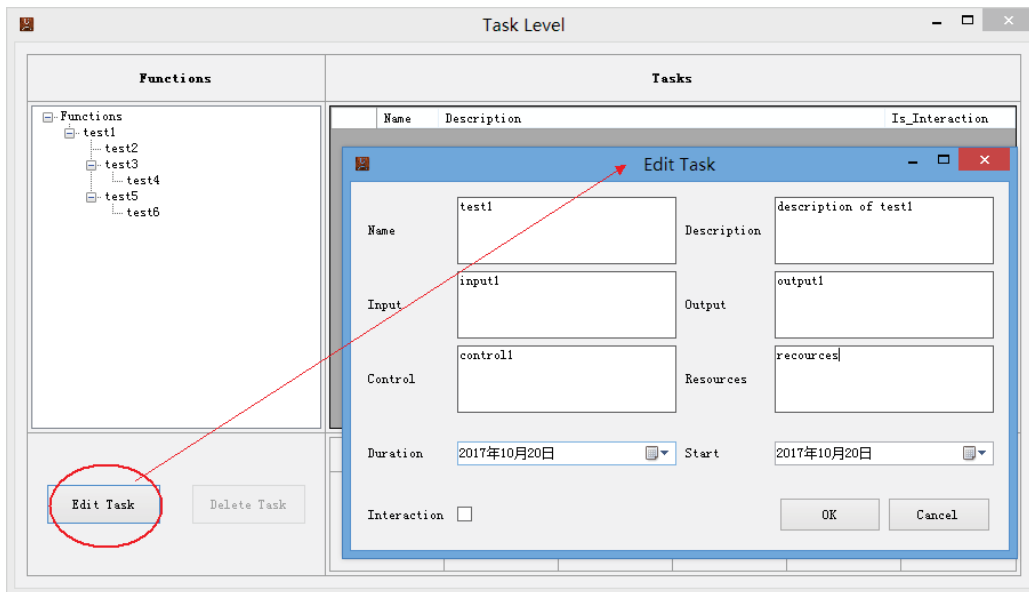 Task Level
Functions
Tasks
Functions
test1
test2
test3
test4
test5
test6
Name Description Is_Interaction
Edit Task
Name test1 Description description of test1
Input input1 Output output1
Control control1 Resources recources
Duration 2017年10月20日 Start 2017年10月20日
Interaction
OK Cancel
Edit Task Delete Task